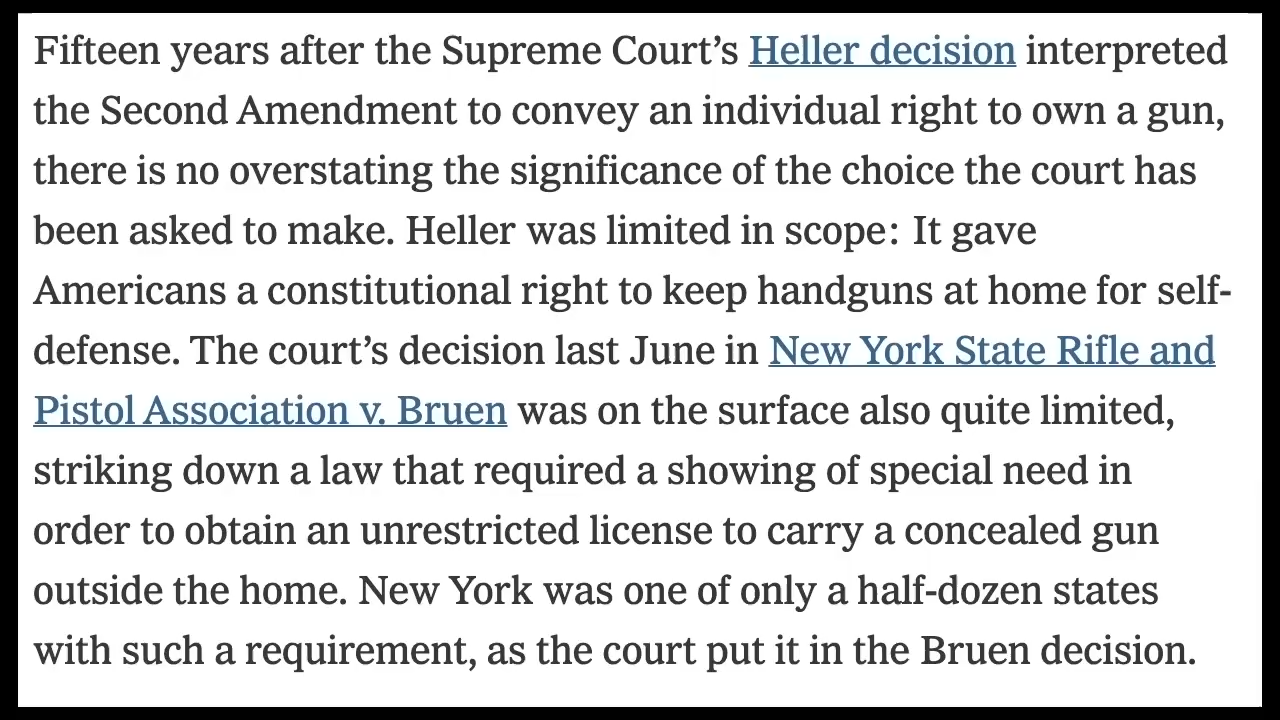 Fifteen years after the Supreme Court’s Heller decision interpreted
the Second Amendment to convey an individual right to own a gun,
there is no overstating the significance of the choice the court has
been asked to make. Heller was limited in scope: It gave
Americans a constitutional right to keep handguns at home for self-
defense. The court’s decision last June in New York State Rifle and
Pistol Association v. Bruen was on the surface also quite limited,
striking down a law that required a showing of special need in
order to obtain an unrestricted license to carry a concealed gun
outside the home. New York was one of only a half-dozen states
with such a requirement, as the court put it in the Bruen decision.